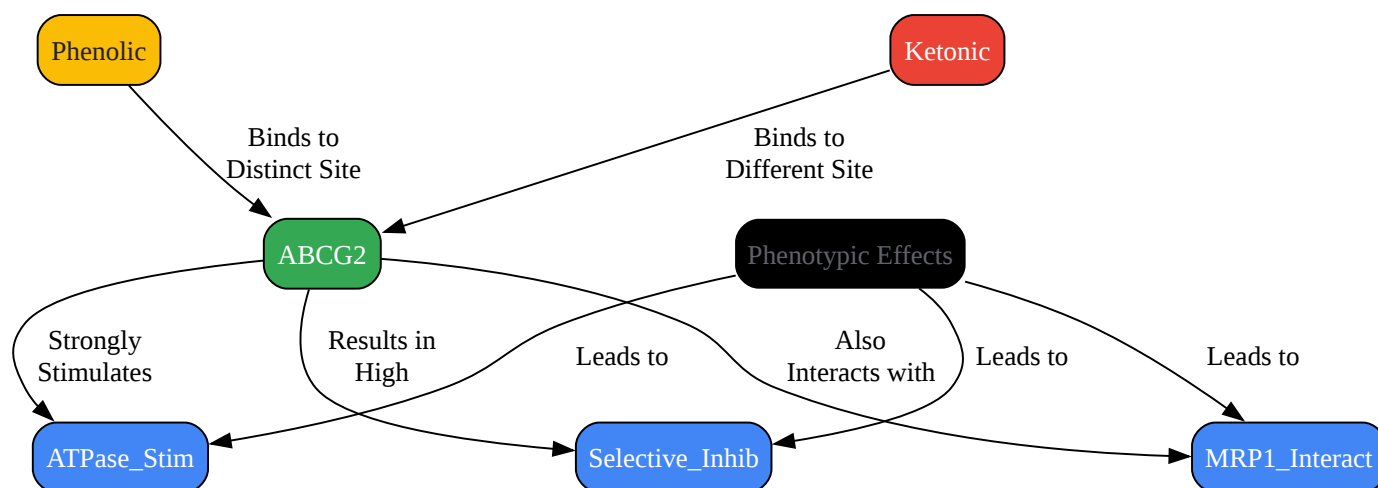 Phenolic
Ketonic
Binds to
Distinct Site
Binds to
Different Site
ABCG2
Phenotypic Effects
Strongly
Stimulates
Results in
High
Leads to
Also
Interacts with
Leads to
Leads to
ATPase_Stim
Selective_Inhib
MRP1_Interact